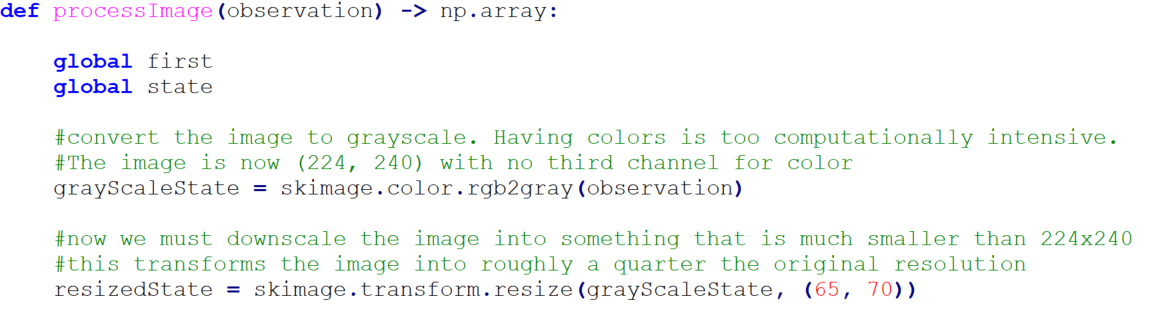 def processImage(observation) -> np.array:
global first
global state
#convert the image to grayscale. Having colors is too computationally intensive.
#The image is now (224, 240) with no third channel for color
grayScaleState = skimage.color.rgb2gray(observation)
#now we must downscale the image into something that is much smaller than 224x240
#this transforms the image into roughly a quarter the original resolution
resizedState = skimage.transform.resize(grayScaleState, (65, 70))